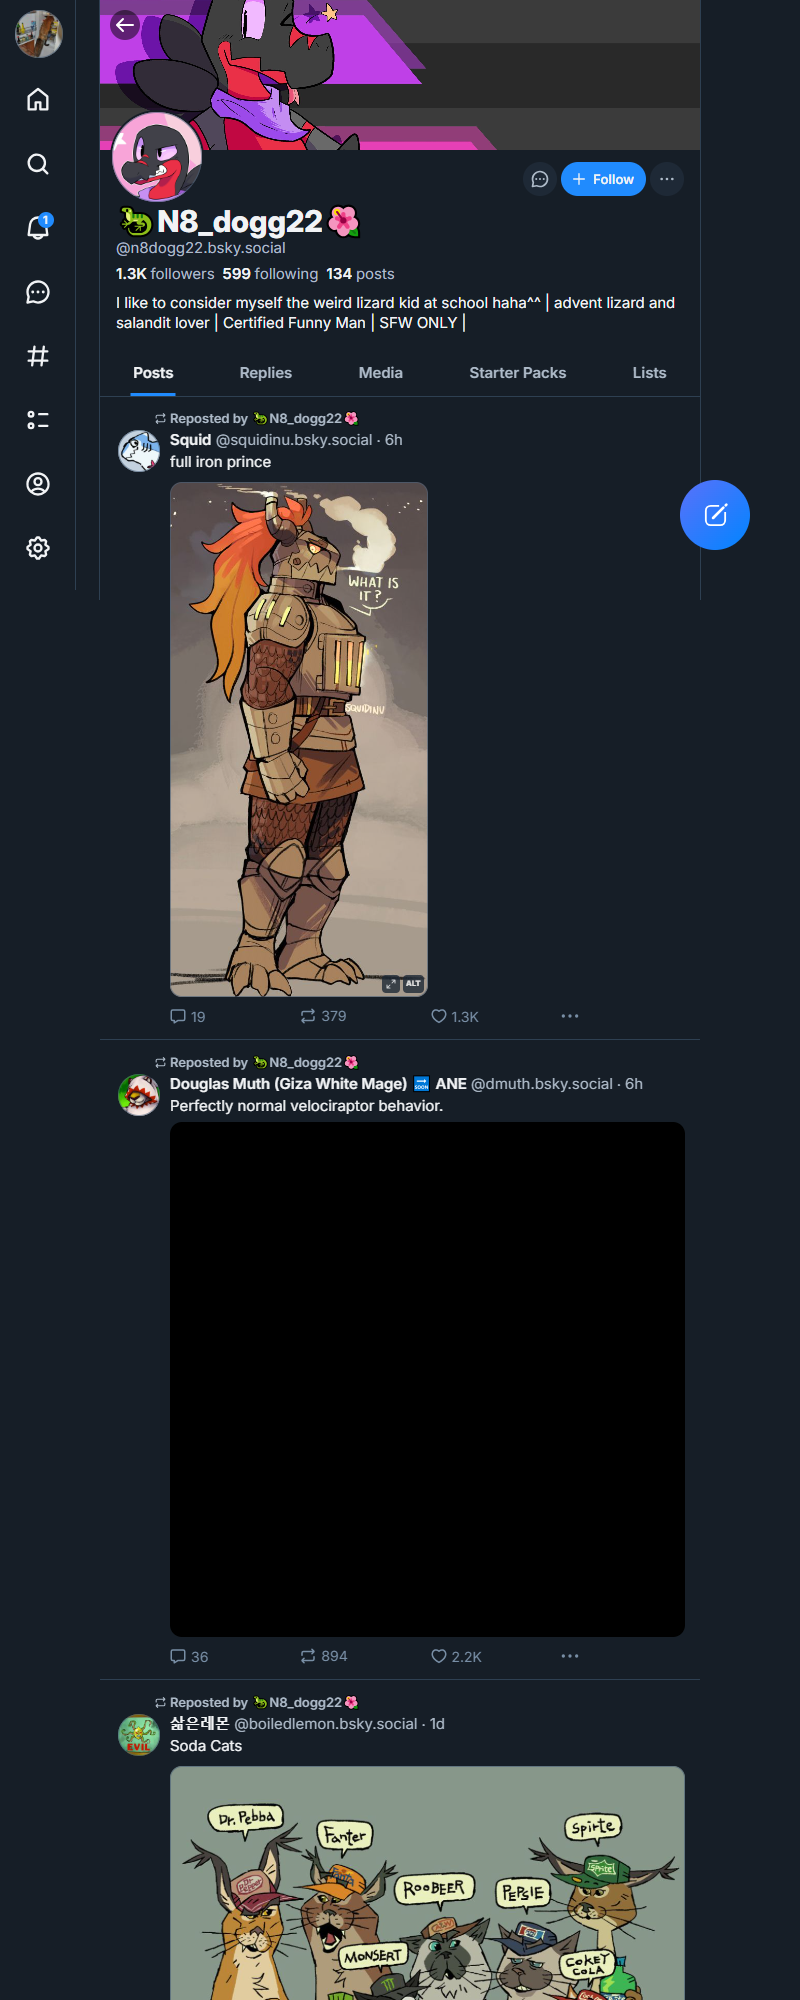 1
Follow
🦎N8_dogg22🌺
@n8dogg22.bsky.social
1.3K followers 599 following 134 posts
I like to consider myself the weird lizard kid at school haha^^ | advent lizard and
salandit lover | Certified Funny Man | SFW ONLY |
Posts Replies Media Starter Packs Lists
Reposted by 🦎N8_dogg22🌺
Squid @squidinu.bsky.social · 6h
full iron prince
WHAT IS
IT?
SQUIDINU
ALT
19 379 1.3K
Reposted by 🦎N8_dogg22🌺
Douglas Muth (Giza White Mage) 🔜 ANE @dmuth.bsky.social · 6h
Perfectly normal velociraptor behavior.
36 894 2.2K
Reposted by 🦎N8_dogg22🌺
삶은레몬 @boiledlemon.bsky.social · 1d
EVIL
Soda Cats
Dr. Pebba
Fanter
Spirte
ROOBEER
PEPSIE
MONSERT
COKEY
COLA
Sprite